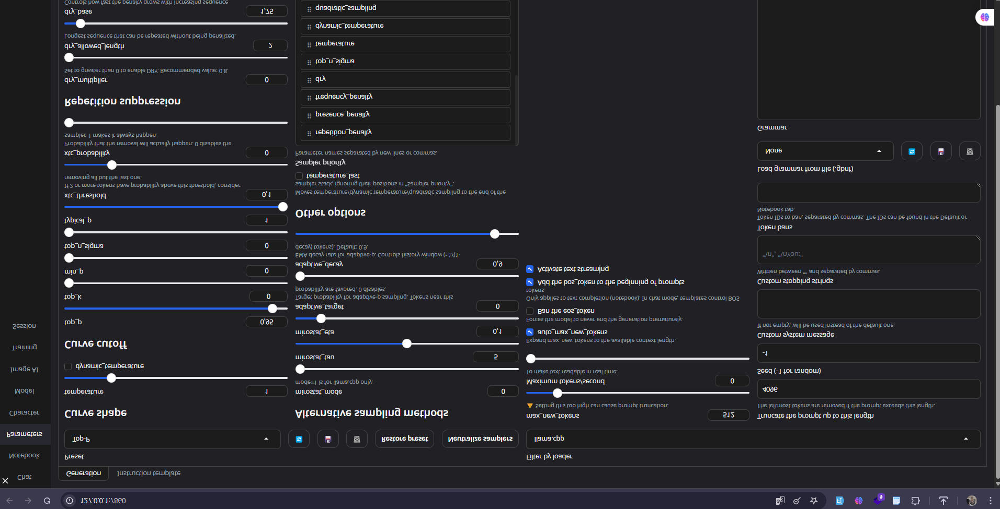 127.0.0.1:7860
9
Chat
Notebook
Parameters
Character
Model
Image AI
Training
Session
Generation
Instruction template
Preset
Top-P
Restore preset
Neutralize samplers
Filter by loader
llama.cpp
Curve shape
temperature
1
dynamic_temperature
Curve cutoff
top_p
0,95
top_k
0
min_p
0
top_n_sigma
0
typical_p
1
xtc_threshold
0,1
If 2 or more tokens have probability above this threshold, consider
removing all but the last one.
xtc_probability
0
Probability that the removal will actually happen. 0 disables the
sampler. 1 makes it always happen.
Repetition suppression
dry_multiplier
0
Set to greater than 0 to enable DRY. Recommended value: 0.8.
dry_allowed_length
2
Longest sequence that can be repeated without being penalized.
dry_base
1,75
Controls how fast the penalty grows with increasing sequence
Alternative sampling methods
mirostat_mode
0
mode=1 is for llama.cpp only.
mirostat_tau
5
mirostat_eta
0,1
adaptive_target
0
Target probability for adaptive-p sampling. Tokens near this
probability are favored. 0 disables.
adaptive_decay
0,9
EMA decay rate for adaptive-p. Controls history window (~1/(1-
decay) tokens). Default: 0.9.
Other options
Moves temperature/dynamic temperature/quadratic sampling to the end of the
sampler stack, ignoring their positions in "Sampler priority".
temperature_last
Sampler priority
Parameter names separated by new lines or commas.
repetition_penalty
presence_penalty
frequency_penalty
dry
top_n_sigma
temperature
dynamic_temperature
quadratic_sampling
max_new_tokens
512
⚠ Setting this too high can cause prompt truncation.
Maximum tokens/second
0
To make text readable in real time.
Expand max_new_tokens to the available context length.
auto_max_new_tokens
Forces the model to never end the generation prematurely.
Ban the eos_token
Only applies to text completion (notebook). In chat mode, templates control BOS
tokens.
Add the bos_token to the beginning of prompts
Activate text streaming
Truncate the prompt up to this length
The leftmost tokens are removed if the prompt exceeds this length.
4096
Seed (-1 for random)
-1
Custom system message
If not empty, will be used instead of the default one.
Custom stopping strings
Written between "" and separated by commas.
"\n", "\nYou:"
Token bans
Token IDs to ban, separated by commas. The IDs can be found in the Default or
Notebook tab.
Load grammar from file (.gbnf)
None
Grammar